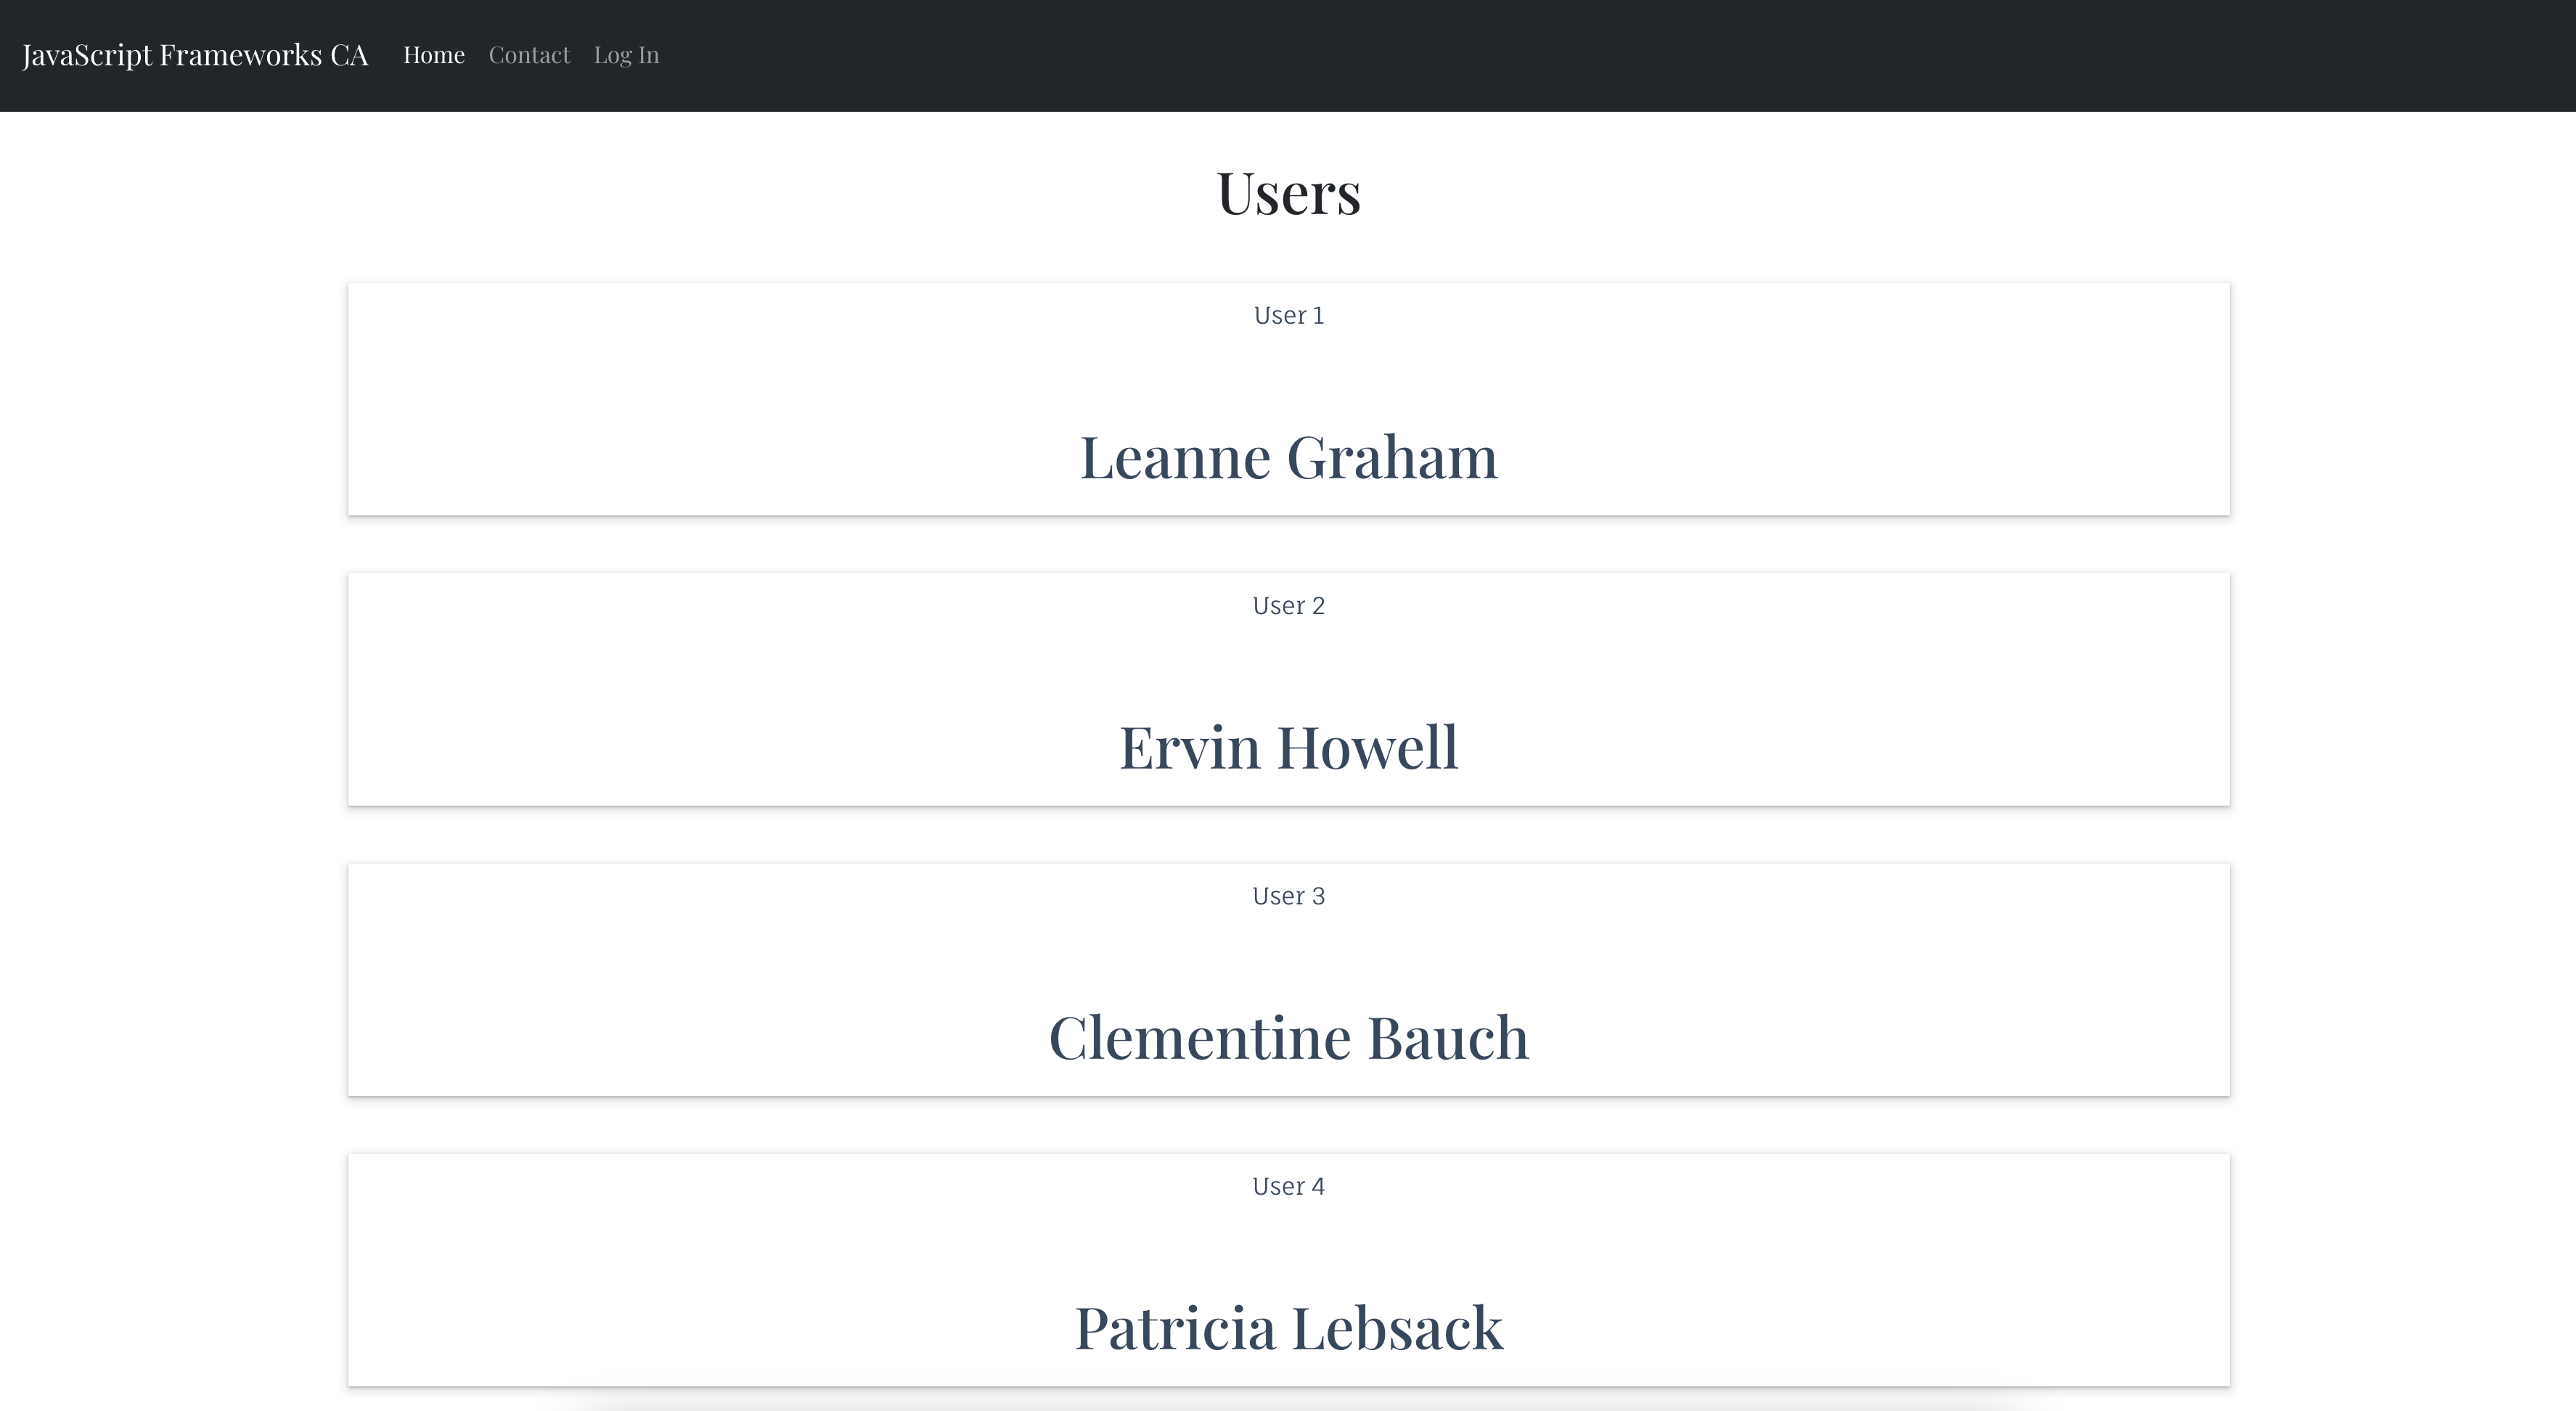 JavaScript Frameworks CA Home Contact Log In
Users
User 1
Leanne Graham
User 2
Ervin Howell
User 3
Clementine Bauch
User 4
Patricia Lebsack